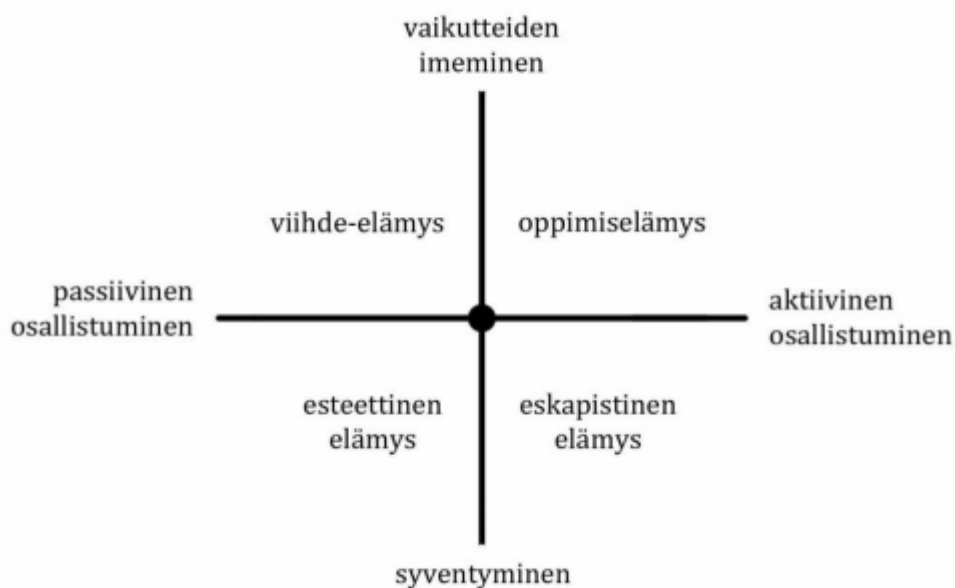 vaikutteiden
imeminen
viihde-elämys
oppimiselämys
passiivinen
osallistuminen
aktiivinen
osallistuminen
esteettinen
elämys
eskapistinen
elämys
syventyminen